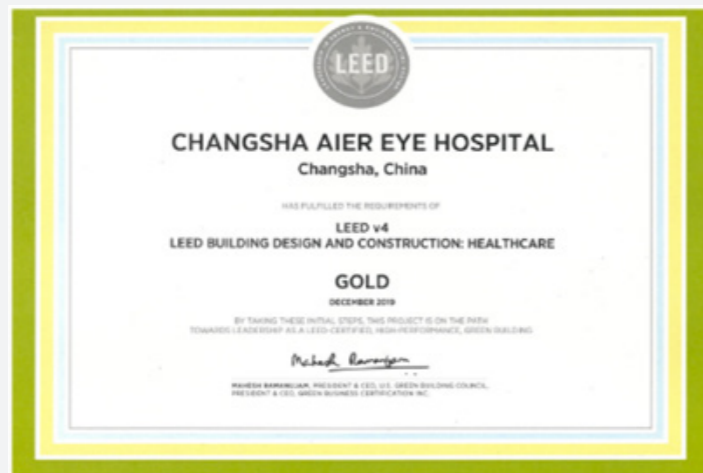 LEED
CHANGSHA AIER EYE HOSPITAL
Changsha, China
HAS FULFILLED THE REQUIREMENTS OF
LEED v4
LEED BUILDING DESIGN AND CONSTRUCTION: HEALTHCARE
GOLD
DECEMBER 2019
BY TAKING THESE INITIAL STEPS, THIS PROJECT IS ON THE PATH
TOWARDS LEADERSHIP AS A LEED-CERTIFIED, HIGH-PERFORMANCE, GREEN BUILDING
Mahesh Ramanujam
MAHESH RAMANUJAM, PRESIDENT & CEO, U.S. GREEN BUILDING COUNCIL,
PRESIDENT & CEO, GREEN BUSINESS CERTIFICATION INC.